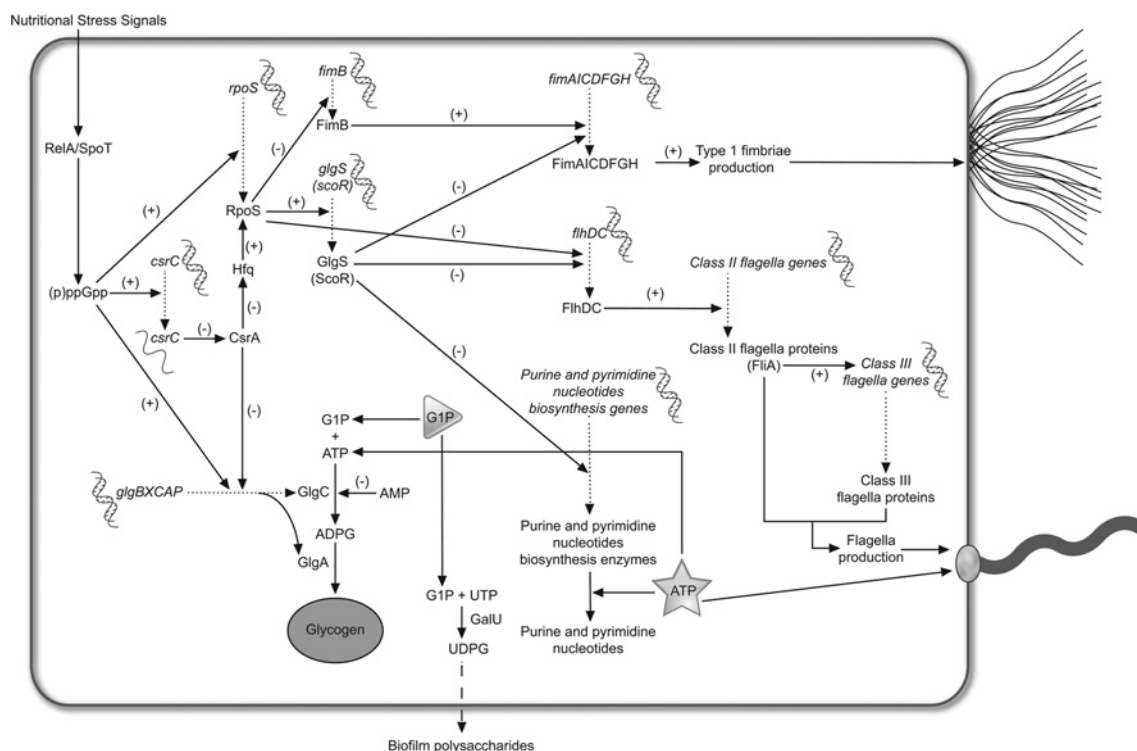 Nutritional Stress Signals
rpoS
fimB
fimAICDFGH
RelA/SpoT
FimB
(+)
(-)
FimAICDFGH
(+)
Type 1 fimbriae
production
glgS
(scoR)
(-)
(+)
RpoS
(+)
(-)
flhDC
(+)
Hfq
csrC
GlgS
(ScoR)
(-)
Class II flagella genes
(p)ppGpp
(+)
(-)
FlhDC
(+)
csrC
(-)
CsrA
(-)
Class II flagella proteins
(FliA)
(+)
Class III
flagella genes
Purine and pyrimidine
nucleotides
biosynthesis genes
(+)
(-)
G1P
+
ATP
G1P
glgBXCAP
GlgC
(-)
AMP
Class III
flagella proteins
ADPG
GlgA
Purine and pyrimidine
nucleotides
biosynthesis enzymes
Flagella
production
G1P + UTP
ATP
GalU
Glycogen
UDPG
Purine and pyrimidine
nucleotides
Biofilm polysaccharides